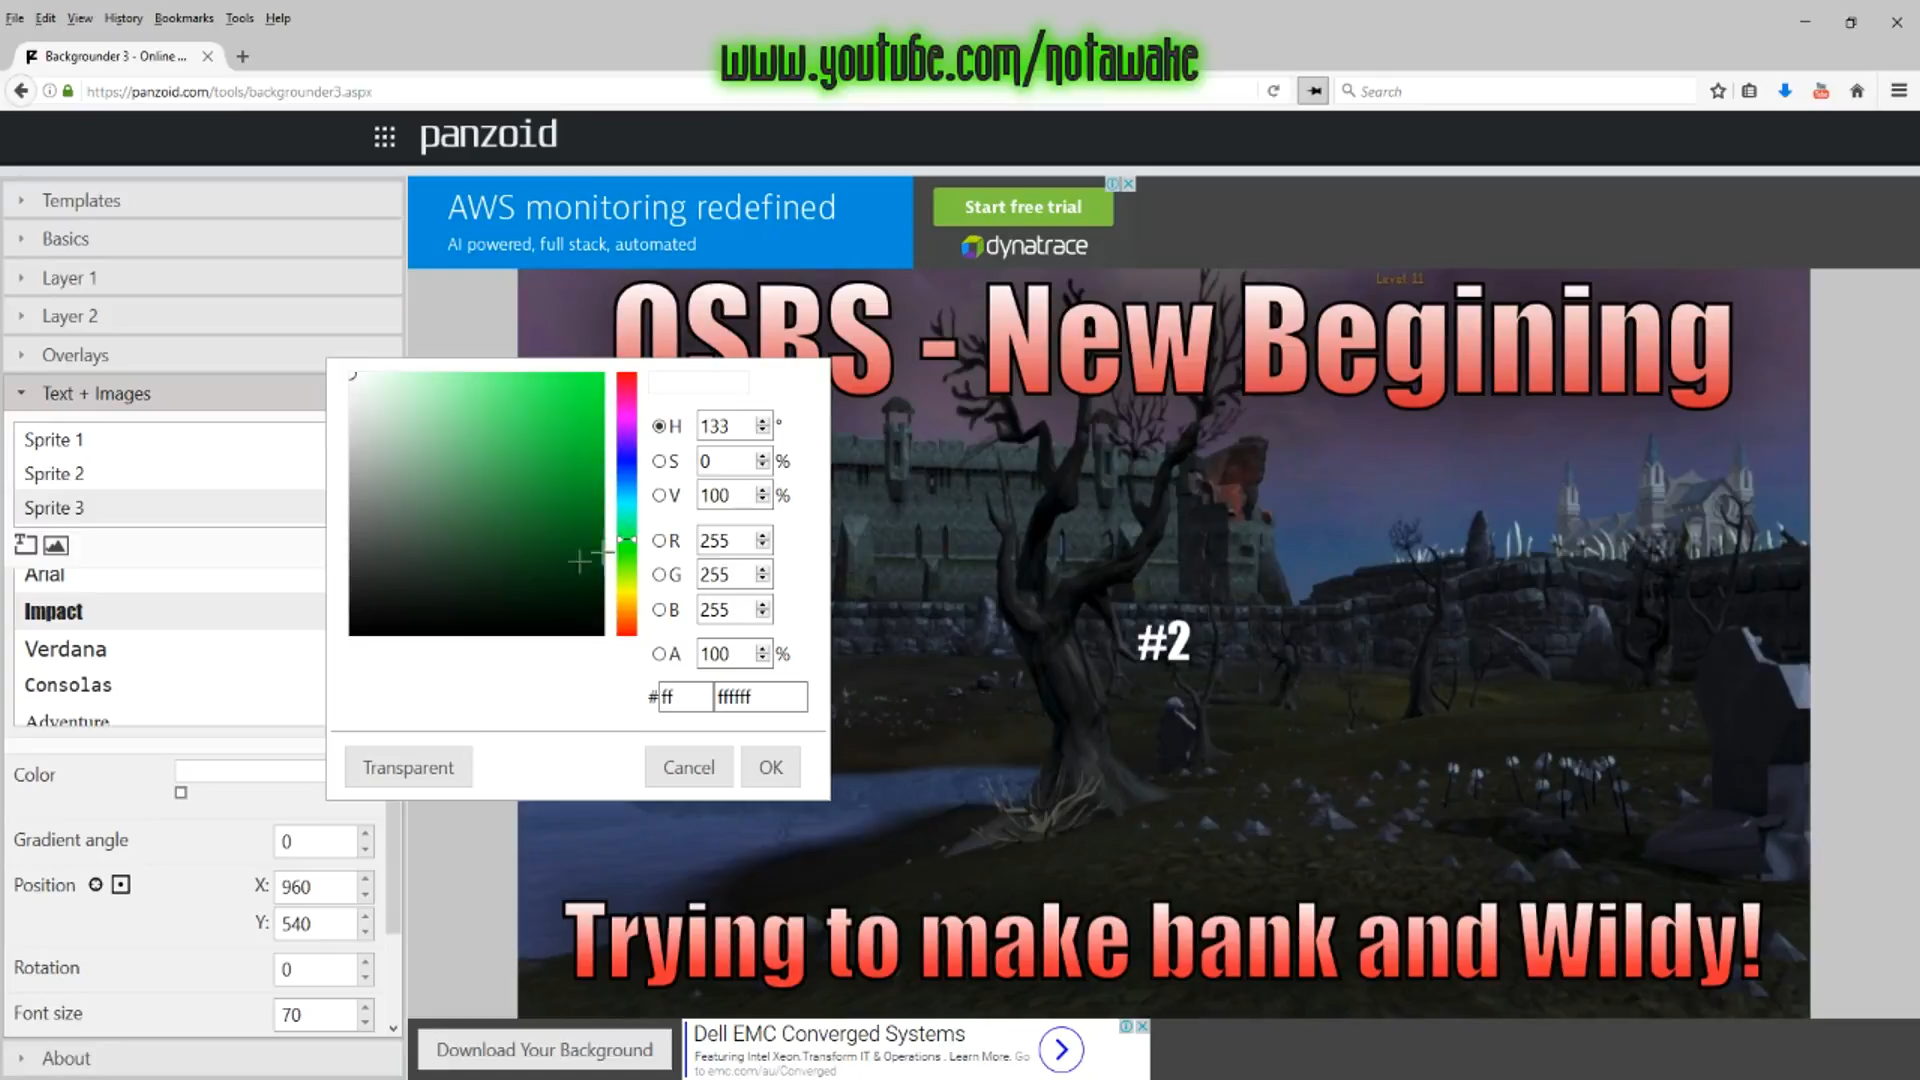 File Edit View History Bookmarks Tools Help
www.youtube.com/notawake
Backgrounder 3 - Online ...
https://panzoid.com/tools/backgrounder3.aspx
Search
panzoid
Templates
Basics
Layer 1
Layer 2
Overlays
Text + Images
Sprite 1
Sprite 2
Sprite 3
Arial
Impact
Verdana
Consolas
Adventure
Color
Gradient angle 0
Position X: 960
Y: 540
Rotation 0
Font size 70
About
AWS monitoring redefined
AI powered, full stack, automated
Start free trial
dynatrace
Level 11
OSRS - New Begining
H 133 °
S 0 %
V 100 %
R 255
G 255
B 255
A 100 %
# ff ffffff
Transparent Cancel OK
#2
Trying to make bank and Wildy!
Download Your Background
Dell EMC Converged Systems
Featuring Intel Xeon.Transform IT & Operations . Learn More. Go
to emc.com/au/Converged